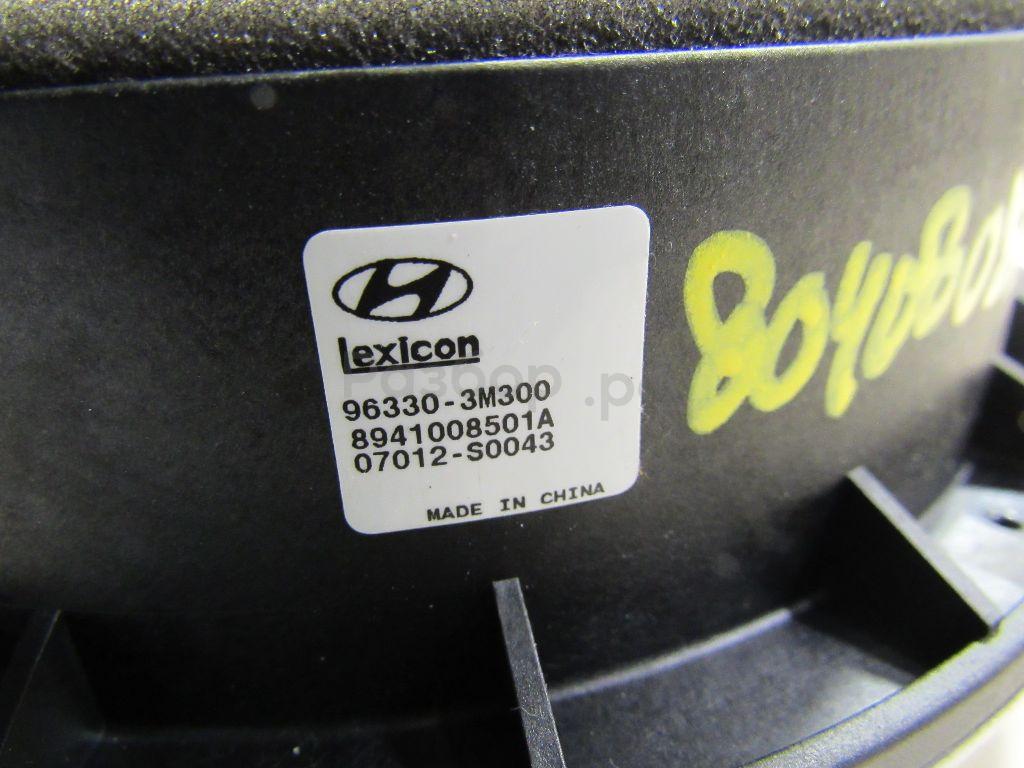 lexicon
96330-3M300
8941008501A
07012-S0043
MADE IN CHINA